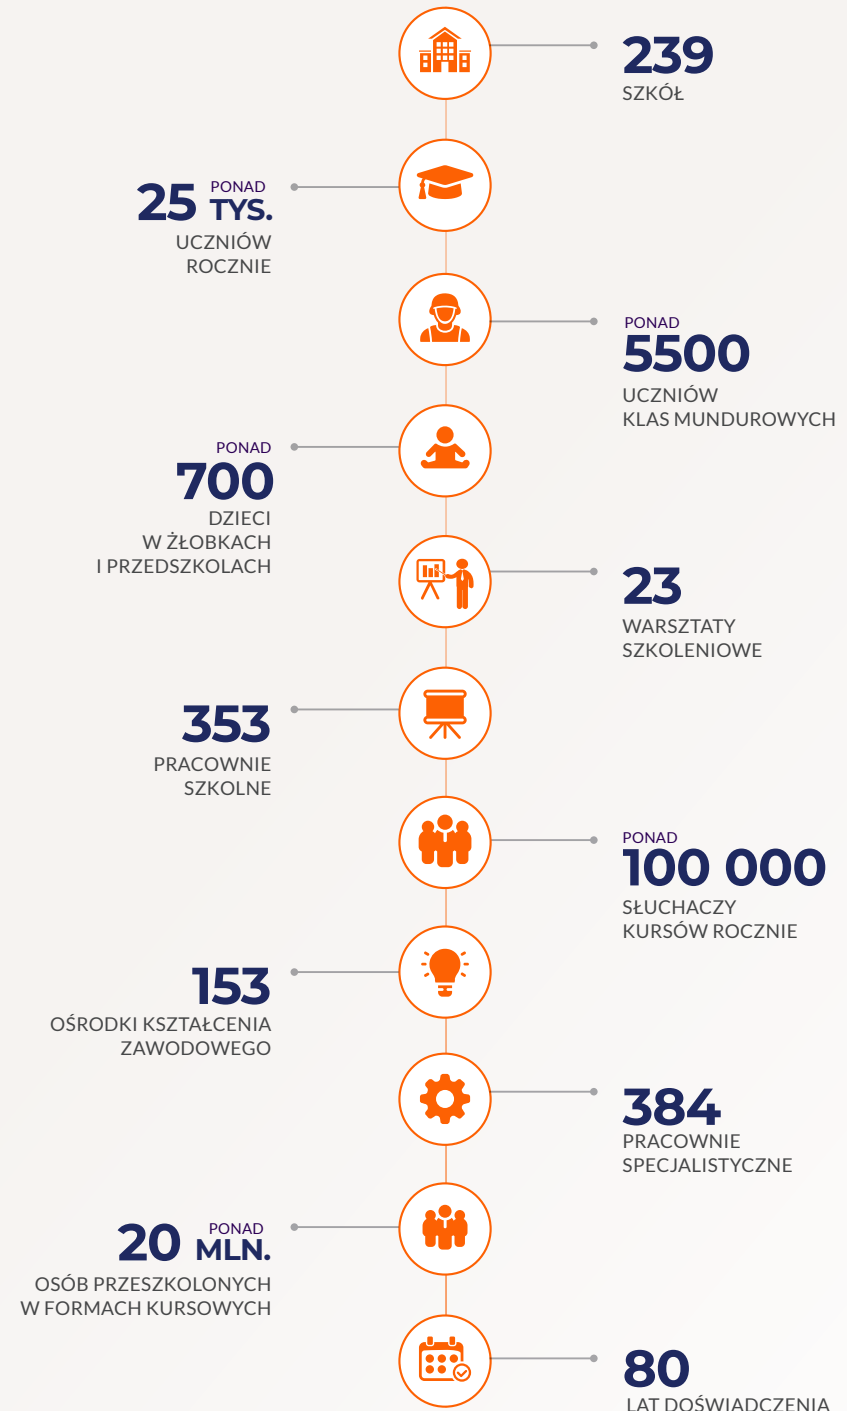 239
SZKÓŁ
PONAD
25 TYS.
UCZNIÓW
ROCZNIE
PONAD
5500
UCZNIÓW
KLAS MUNDUROWYCH
PONAD
700
DZIECI
W ŻŁOBKACH
I PRZEDSZKOLACH
23
WARSZTATY
SZKOLENIOWE
353
PRACOWNIE
SZKOLNE
PONAD
100 000
SŁUCHACZY
KURSÓW ROCZNIE
153
OŚRODKI KSZTAŁCENIA
ZAWODOWEGO
384
PRACOWNIE
SPECJALISTYCZNE
PONAD
20 MLN.
OSÓB PRZESZKOLONYCH
W FORMACH KURSOWYCH
80
LAT DOŚWIADCZENIA